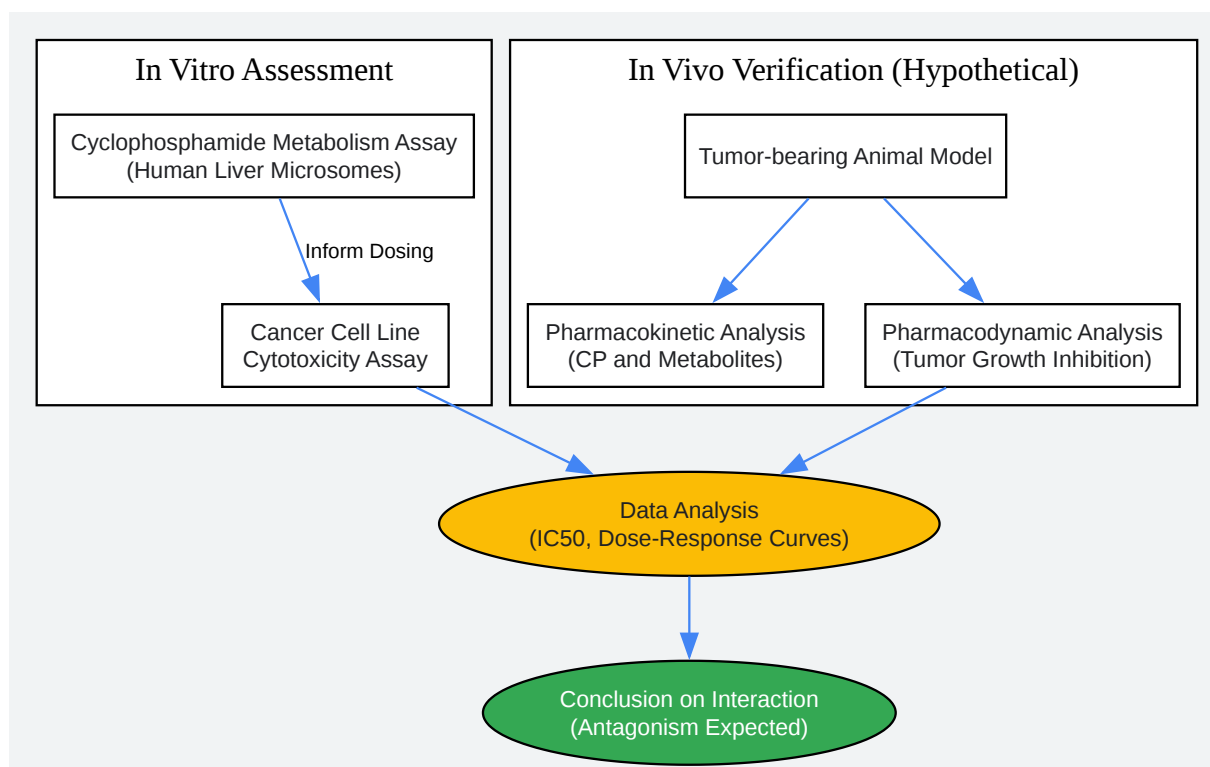 In Vitro Assessment
Cyclophosphamide Metabolism Assay
(Human Liver Microsomes)
Inform Dosing
Cancer Cell Line
Cytotoxicity Assay
In Vivo Verification (Hypothetical)
Tumor-bearing Animal Model
Pharmacokinetic Analysis
(CP and Metabolites)
Pharmacodynamic Analysis
(Tumor Growth Inhibition)
Data Analysis
(IC50, Dose-Response Curves)
Conclusion on Interaction
(Antagonism Expected)